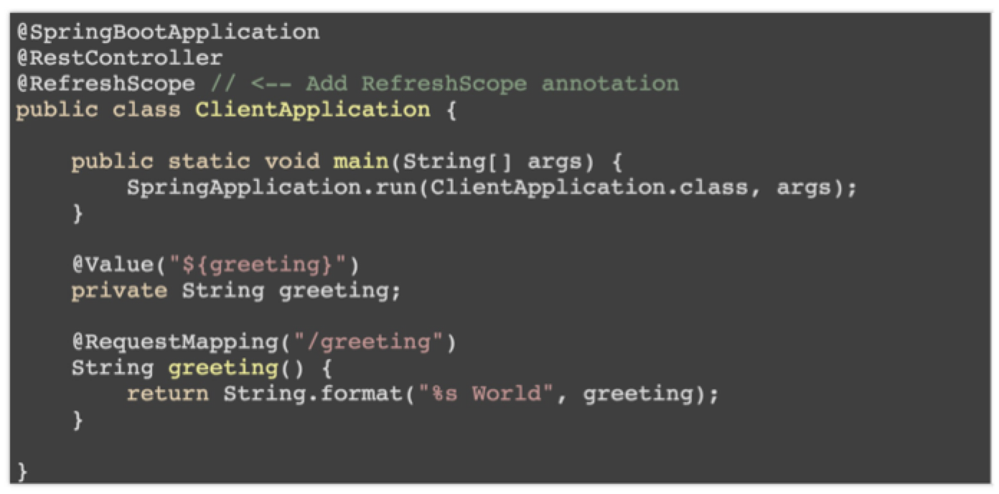 @SpringBootApplication
@RestController
@RefreshScope // <-- Add RefreshScope annotation
public class ClientApplication {
    public static void main(String[] args) {
        SpringApplication.run(ClientApplication.class, args);
    }
    @Value("${greeting}")
    private String greeting;
    @RequestMapping("/greeting")
    String greeting() {
        return String.format("%s World", greeting);
    }
}